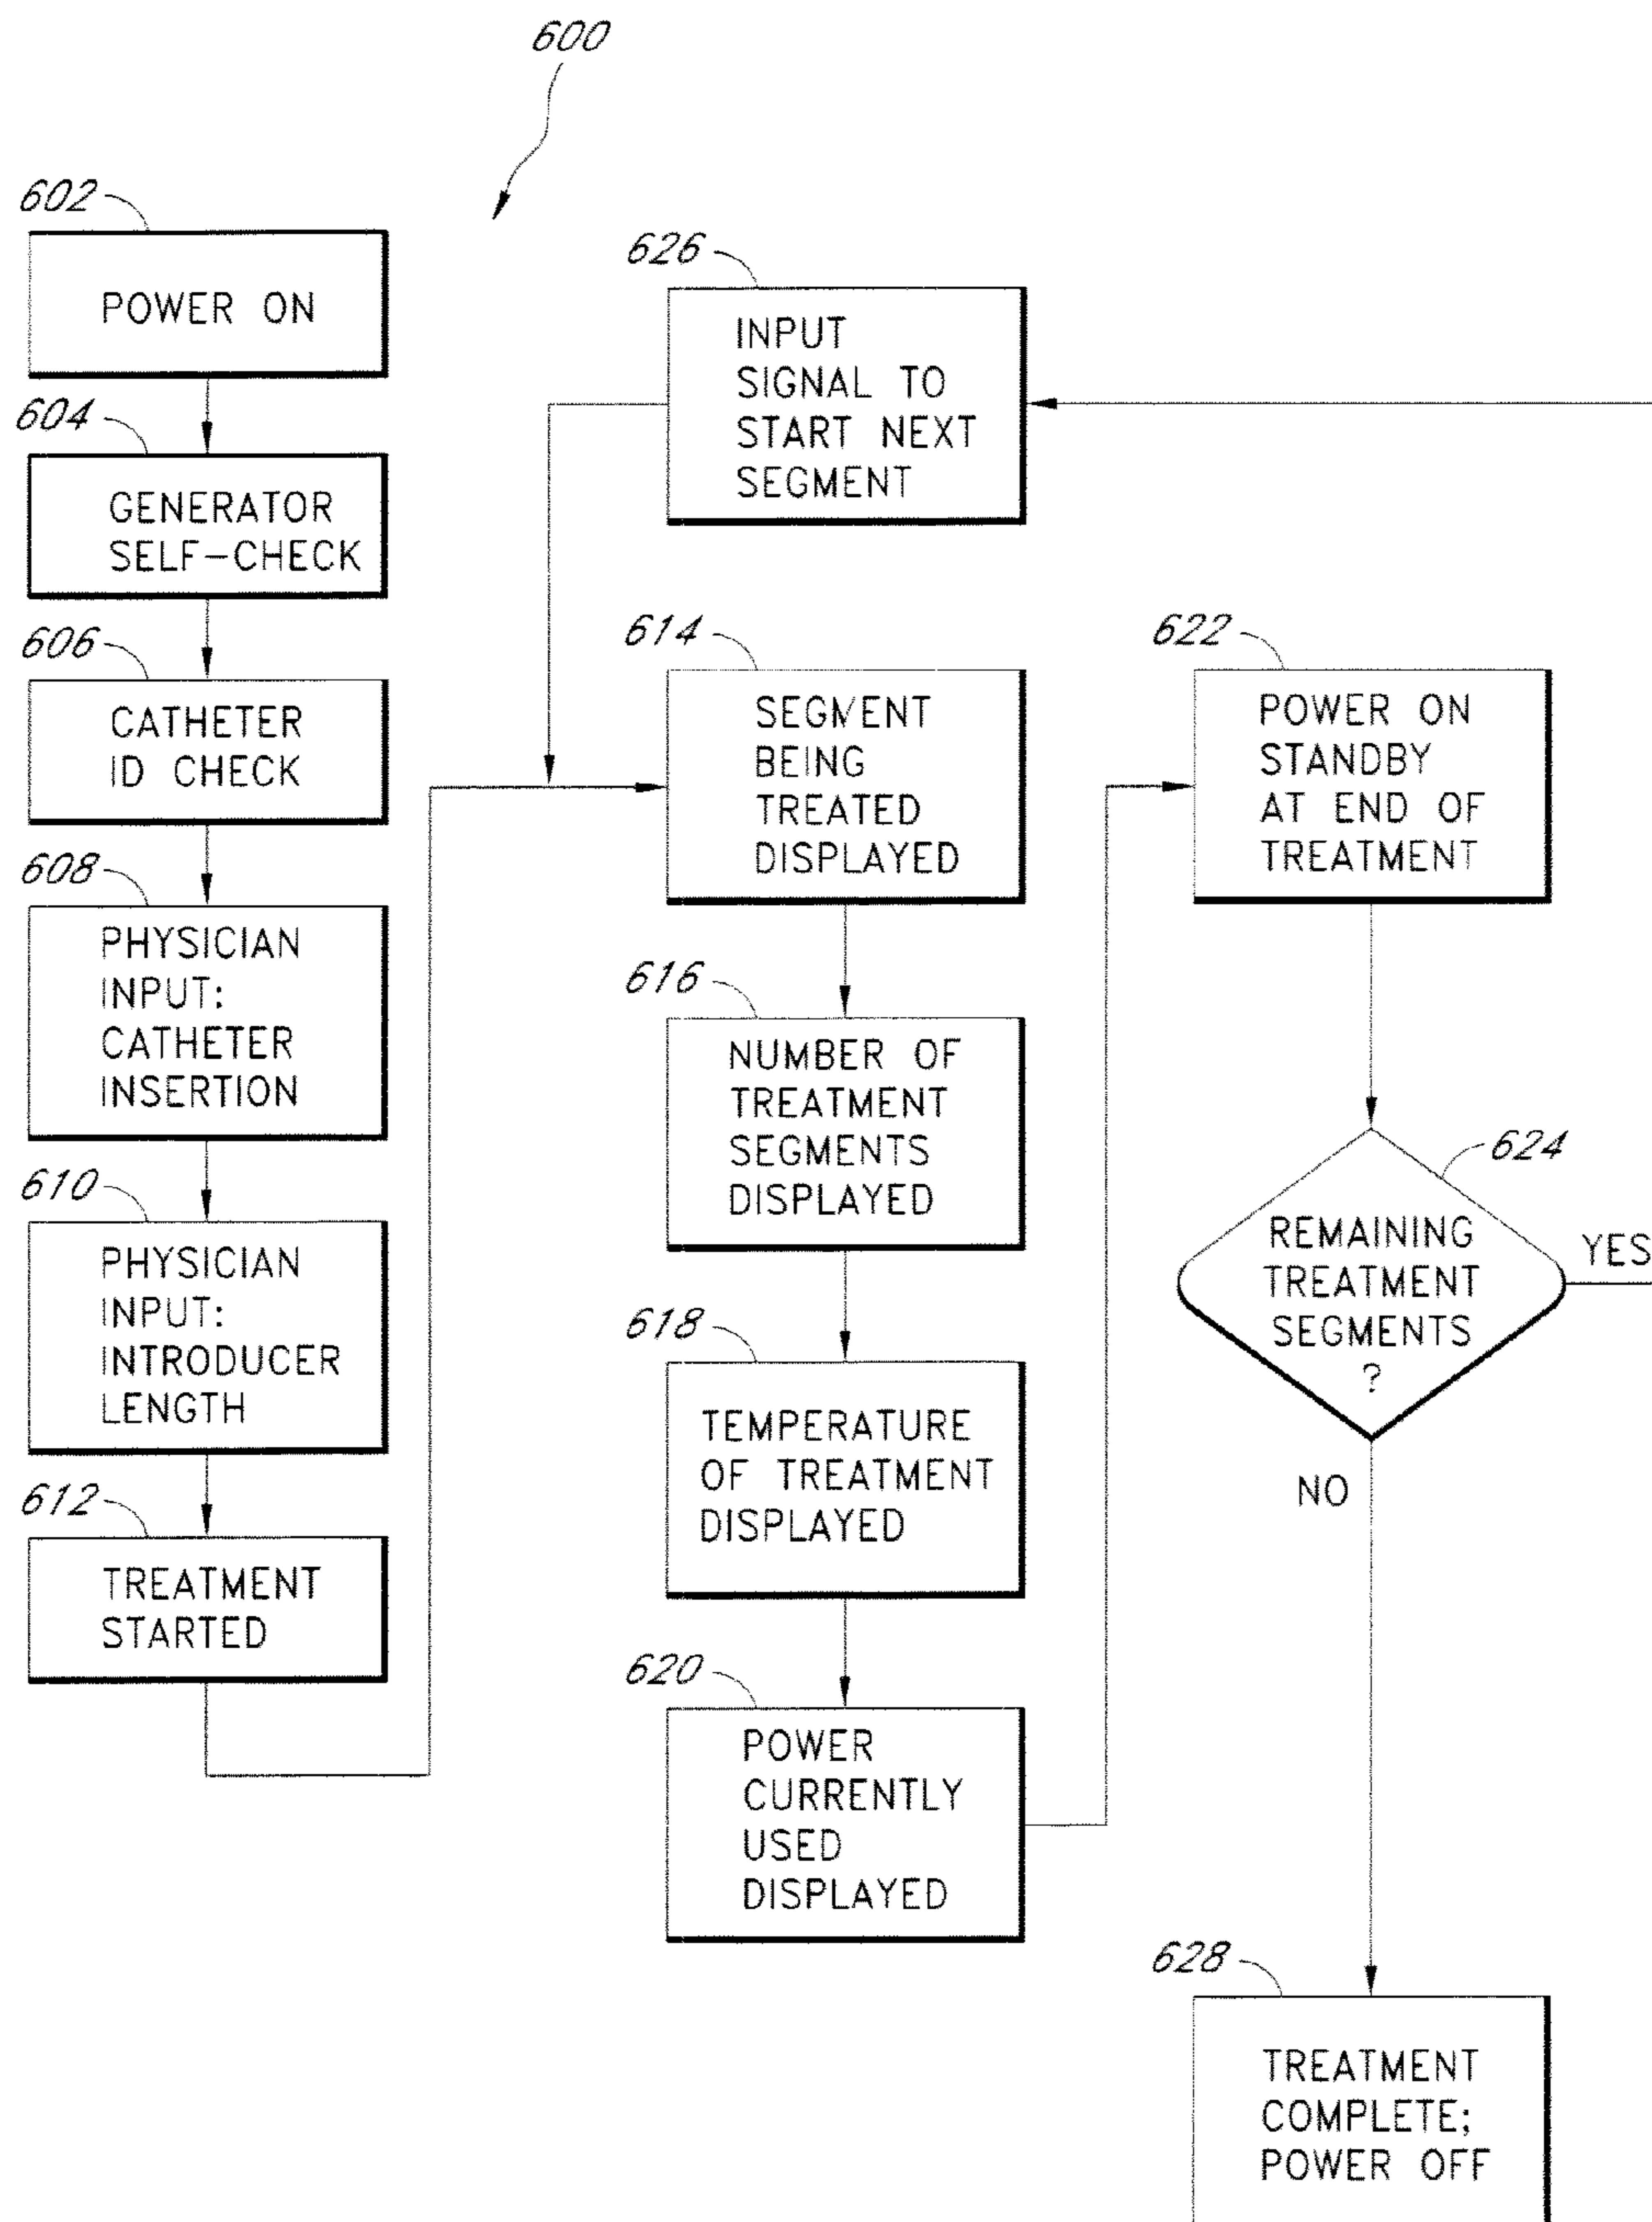 600
602
POWER ON
604
GENERATOR
SELF-CHECK
606
CATHETER
ID CHECK
608
PHYSICIAN
INPUT:
CATHETER
INSERTION
610
PHYSICIAN
INPUT:
INTRODUCER
LENGTH
612
TREATMENT
STARTED
626
INPUT
SIGNAL TO
START NEXT
SEGMENT
614
SEGMENT
BEING
TREATED
DISPLAYED
616
NUMBER OF
TREATMENT
SEGMENTS
DISPLAYED
618
TEMPERATURE
OF TREATMENT
DISPLAYED
620
POWER
CURRENTLY
USED
DISPLAYED
622
POWER ON
STANDBY
AT END OF
TREATMENT
624
REMAINING
TREATMENT
SEGMENTS
?
YES
NO
628
TREATMENT
COMPLETE;
POWER OFF